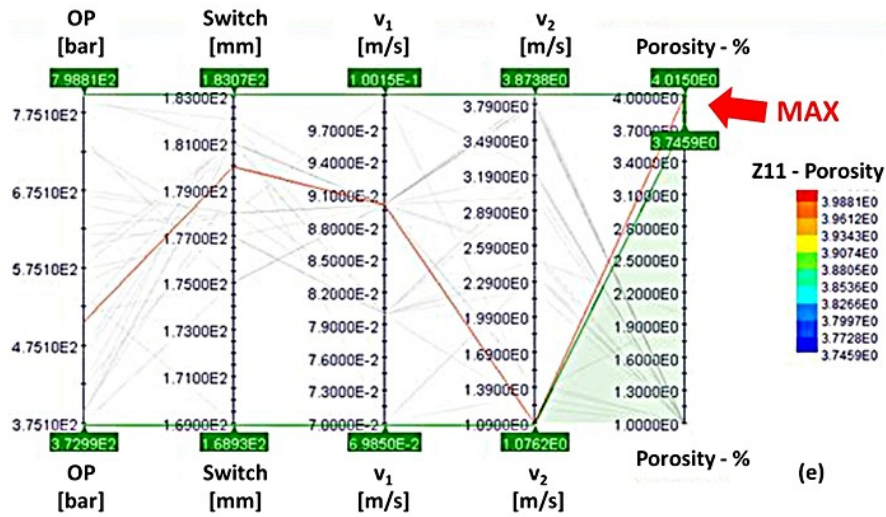 OP Switch v1 v2 Porosity - %
[bar] [mm] [m/s] [m/s]
7.9881E2 1.8307E2 1.0015E-1 3.8738E0 4.0150E0
7.7510E2
6.7510E2
5.7510E2
4.7510E2
3.7510E2
3.7299E2
1.8300E2
1.8100E2
1.7900E2
1.7700E2
1.7500E2
1.7300E2
1.7100E2
1.6900E2
1.6893E2
9.7000E-2
9.4000E-2
9.1000E-2
8.8000E-2
8.5000E-2
8.2000E-2
7.9000E-2
7.6000E-2
7.3000E-2
7.0000E-2
6.9850E-2
3.7900E0
3.4900E0
3.1900E0
2.8900E0
2.5900E0
2.2900E0
1.9900E0
1.6900E0
1.3900E0
1.0900E0
1.0762E0
4.0000E0
3.7000E0
3.7459E0
3.4000E0
3.1000E0
2.8000E0
2.5000E0
2.2000E0
1.9000E0
1.6000E0
1.3000E0
1.0000E0
MAX
Z11 - Porosity
3.9881E0
3.9612E0
3.9343E0
3.9074E0
3.8805E0
3.8536E0
3.8266E0
3.7997E0
3.7728E0
3.7459E0
OP Switch v1 v2 Porosity - %
[bar] [mm] [m/s] [m/s]
(e)